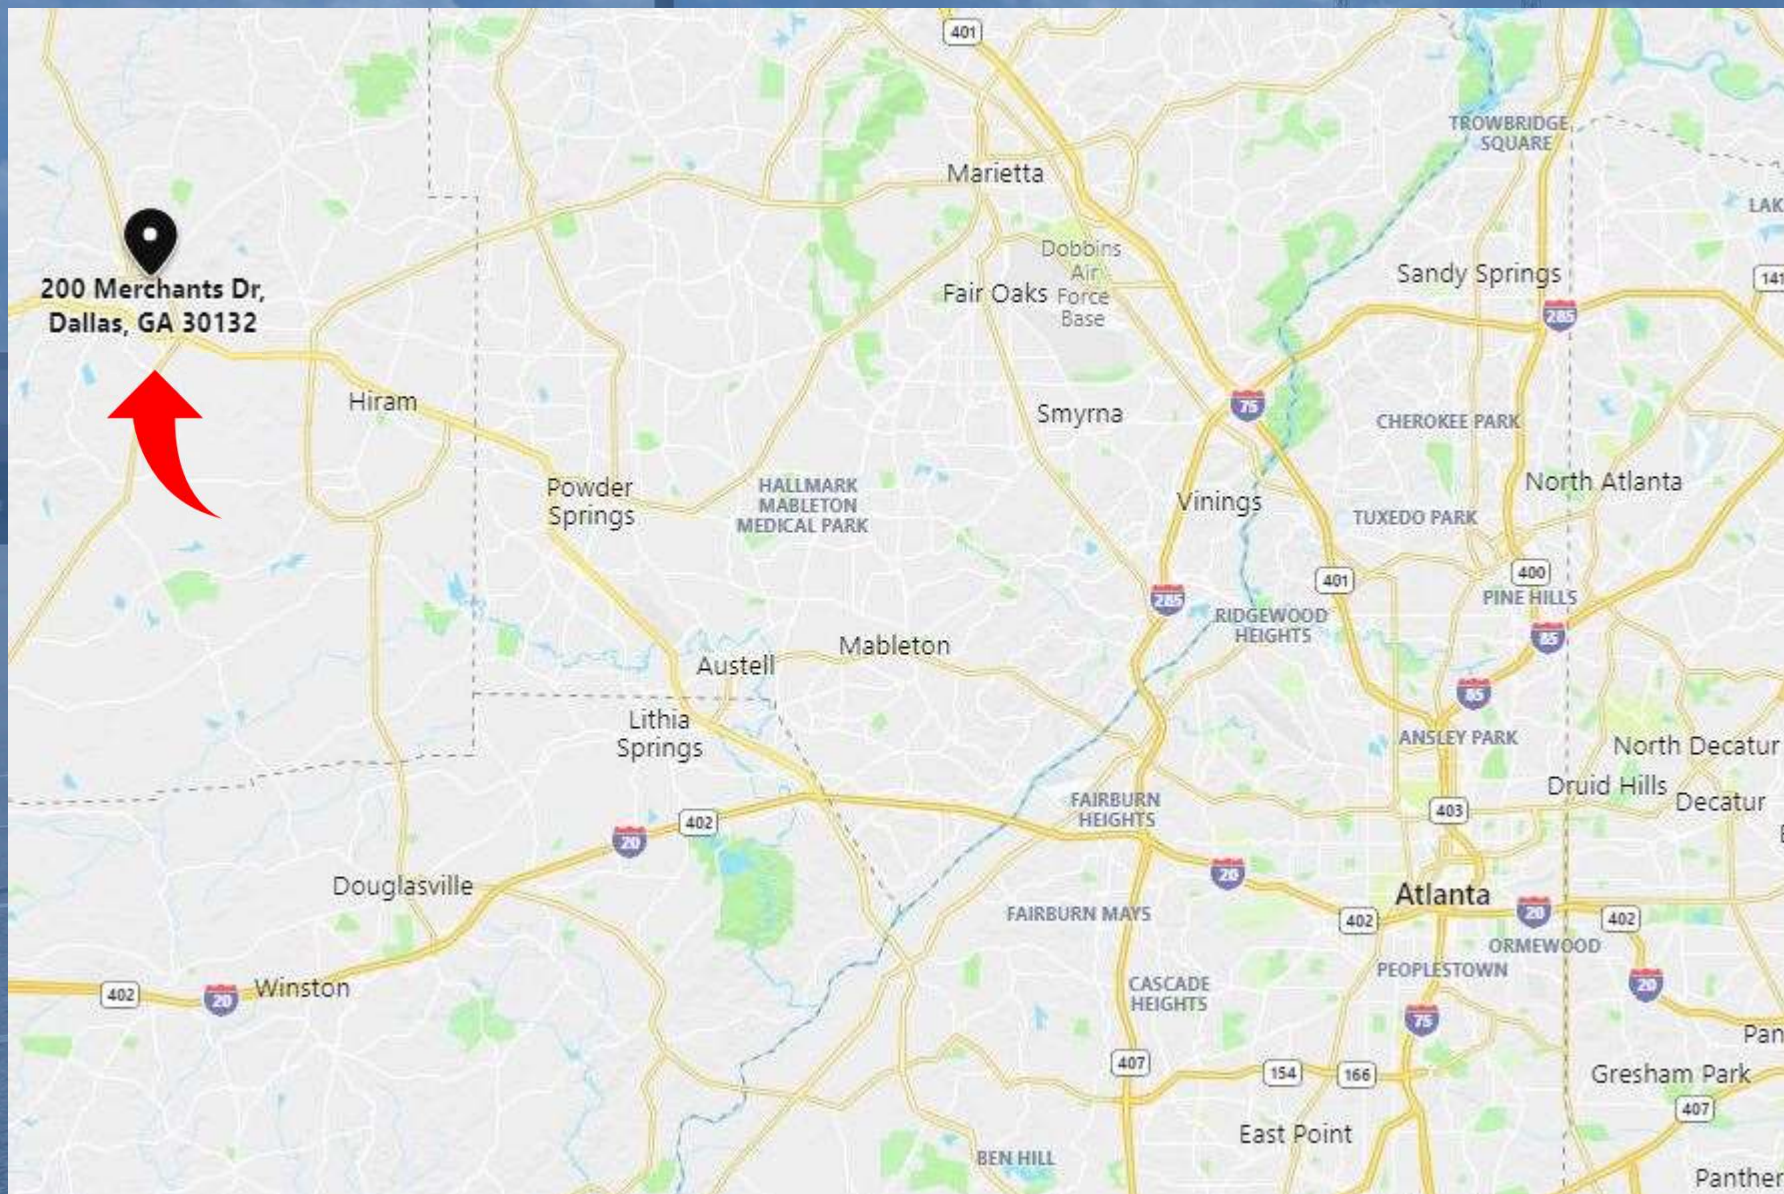 401
TROWBRIDGE
SQUARE
Marietta
LAK
200 Merchants Dr,
Dallas, GA 30132
Dobbins
Air
Force
Base
Fair Oaks
Sandy Springs
141
285
Hiram
75
Smyrna
CHEROKEE PARK
Powder
Springs
HALLMARK
MABLETON
MEDICAL PARK
Vinings
North Atlanta
TUXEDO PARK
401
400
PINE HILLS
285
RIDGEWOOD
HEIGHTS
85
Mableton
Austell
85
Lithia
Springs
ANSLEY PARK
North Decatur
Druid Hills
Decatur
FAIRBURN
HEIGHTS
403
402
20
20
Douglasville
Atlanta
FAIRBURN MAYS
402
20
402
ORMEWOOD
PEOPLESTOWN
Winston
402
20
CASCADE
HEIGHTS
20
75
Pan
407
154
166
Gresham Park
407
East Point
BEN HILL
Panther